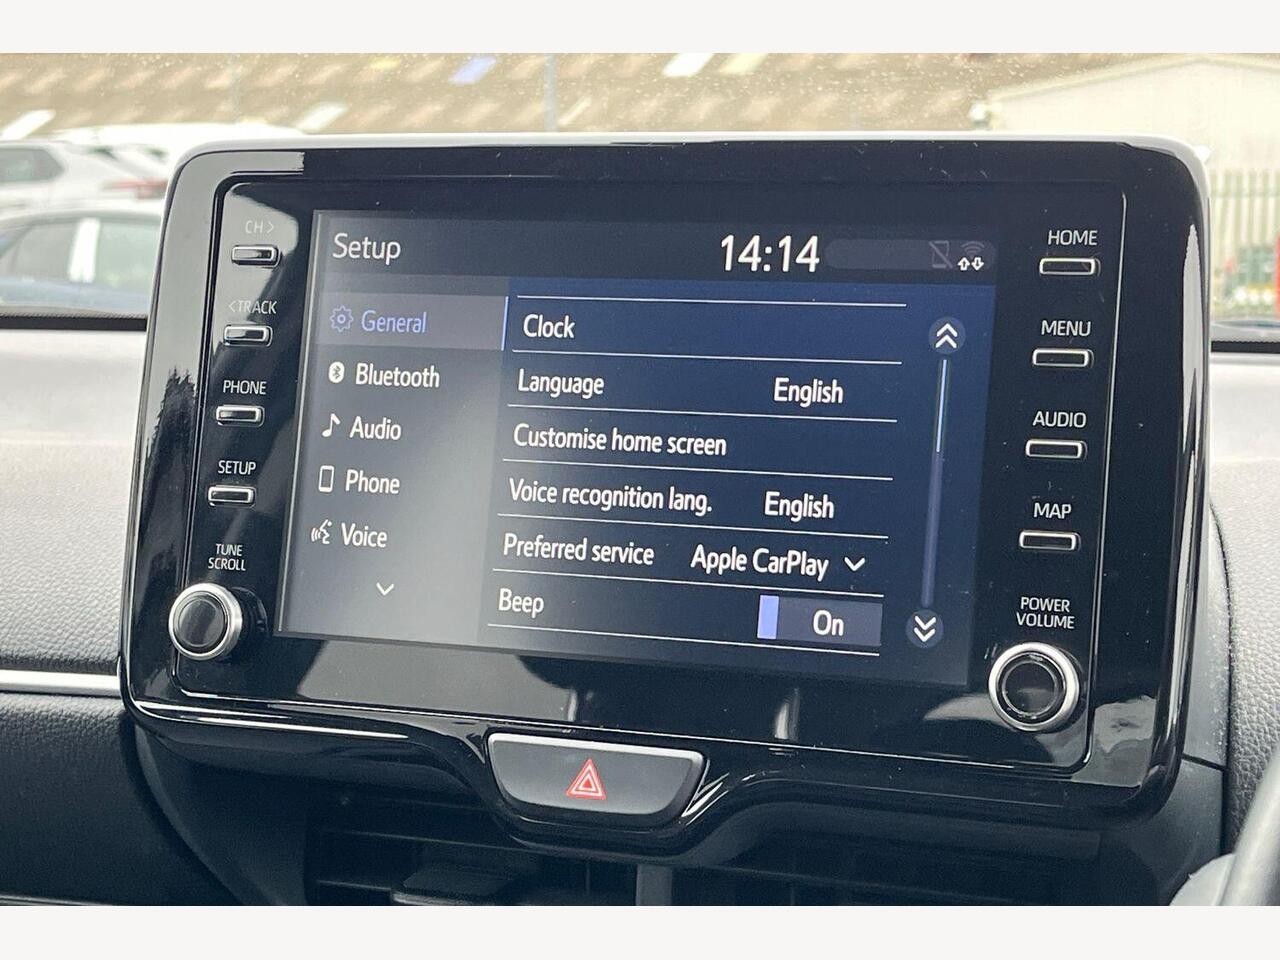 CH >
< TRACK
PHONE
SETUP
TUNE
SCROLL
Setup
14:14
General
Bluetooth
Audio
Phone
Voice
Clock
Language English
Customise home screen
Voice recognition lang. English
Preferred service Apple CarPlay
Beep On
HOME
MENU
AUDIO
MAP
POWER
VOLUME